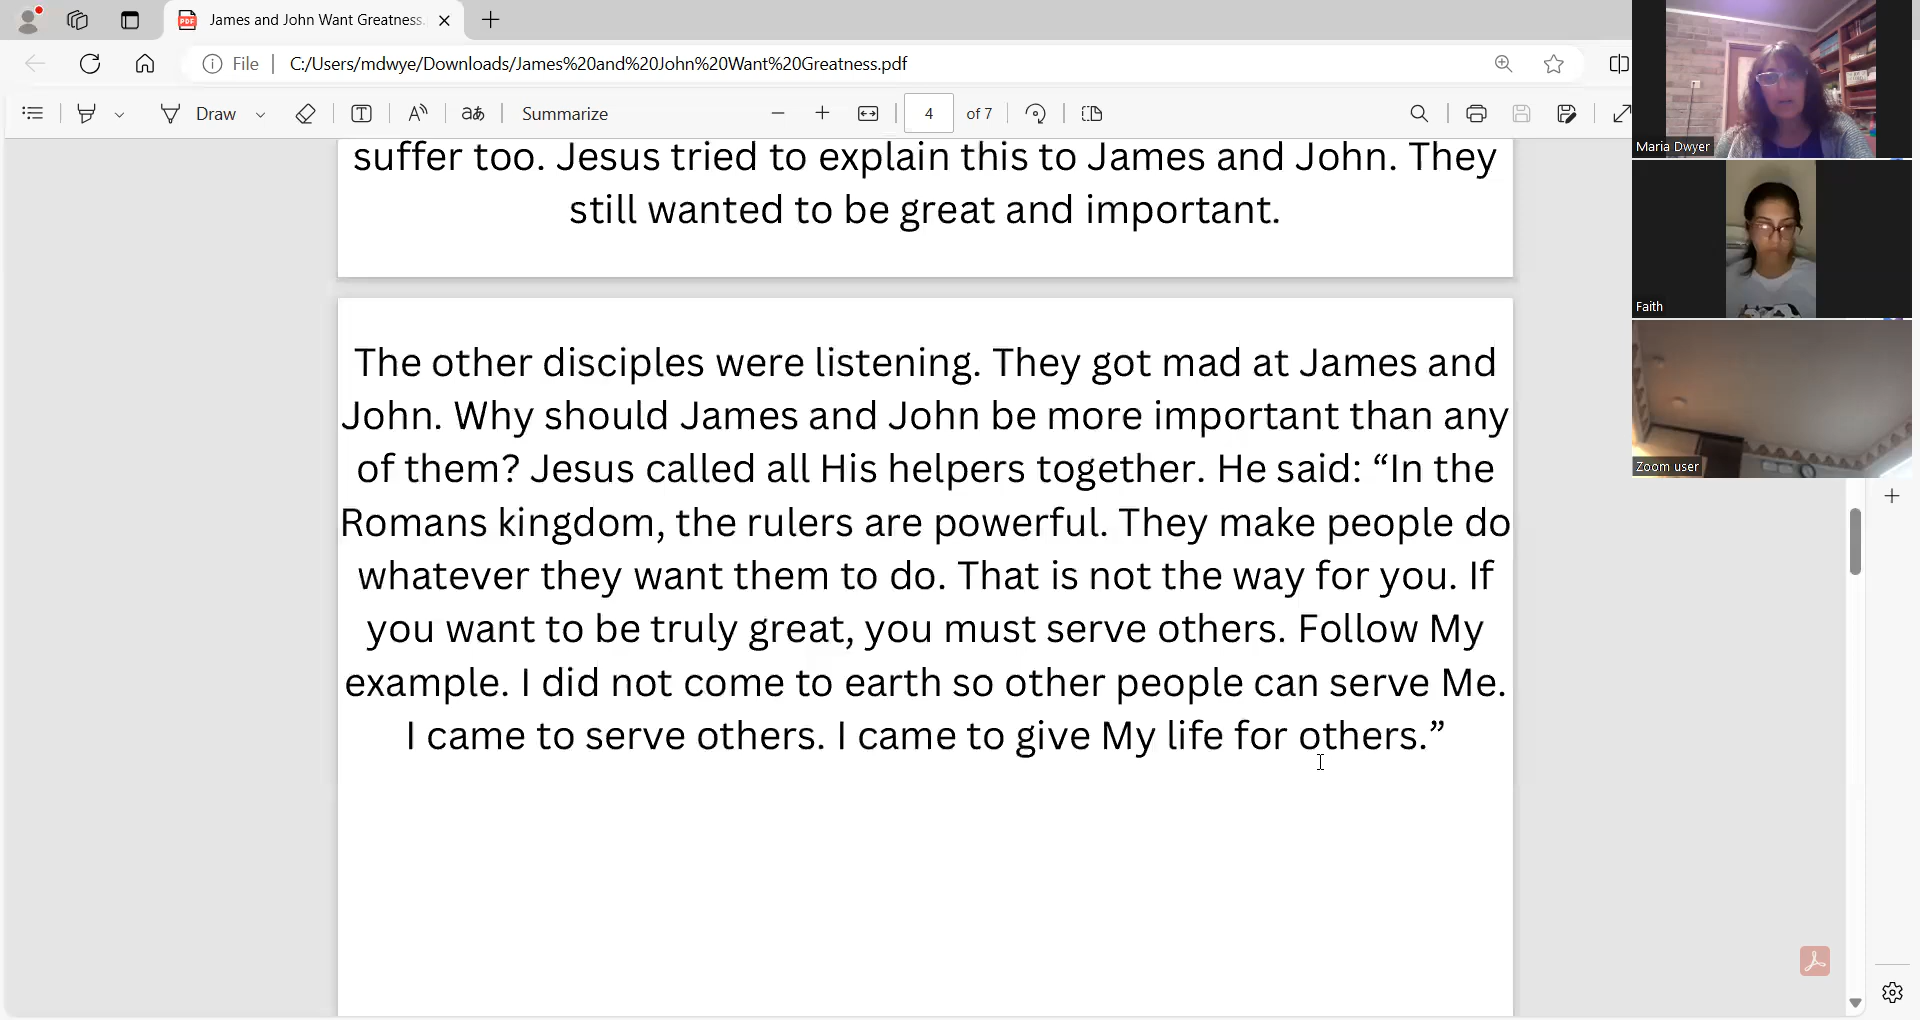 James and John Want Greatness.
File
C:/Users/mdwye/Downloads/James%20and%20John%20Want%20Greatness.pdf
Draw
aあ
Summarize
4
of 7
suffer too. Jesus tried to explain this to James and John. They
still wanted to be great and important.
The other disciples were listening. They got mad at James and
John. Why should James and John be more important than any
of them? Jesus called all His helpers together. He said: “In the
Romans kingdom, the rulers are powerful. They make people do
whatever they want them to do. That is not the way for you. If
you want to be truly great, you must serve others. Follow My
example. I did not come to earth so other people can serve Me.
I came to serve others. I came to give My life for others.”
Maria Dwyer
Faith
Zoom user